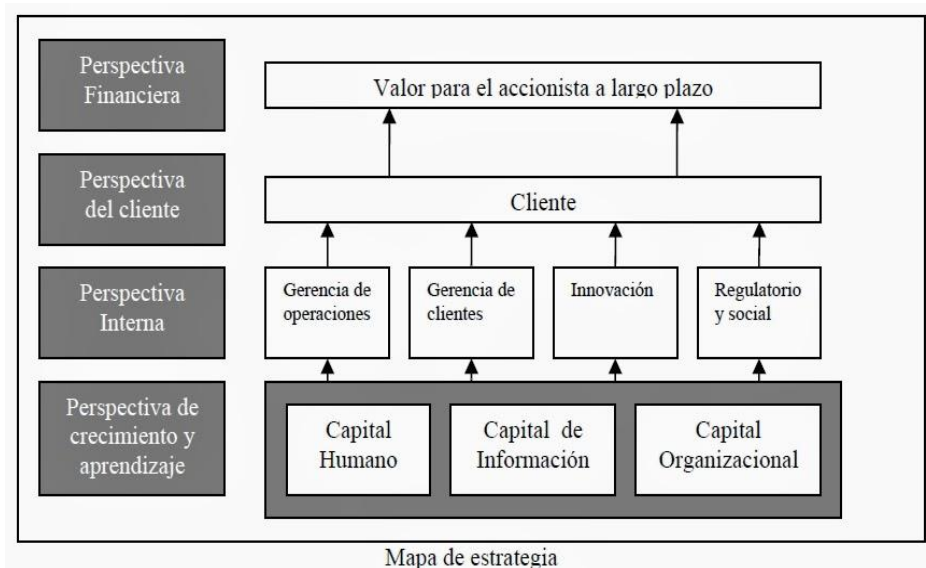 Perspectiva
Financiera
Valor para el accionista a largo plazo
Perspectiva
del cliente
Cliente
Perspectiva
Interna
Gerencia de
operaciones
Gerencia de
clientes
Innovación
Regulatorio
y social
Perspectiva de
crecimiento y
aprendizaje
Capital
Humano
Capital de
Información
Capital
Organizacional
Mapa de estrategia